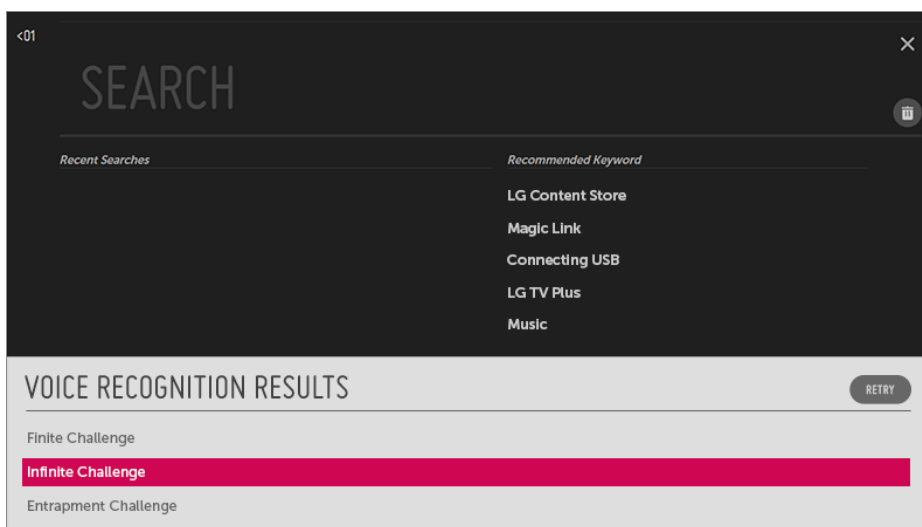 <01
SEARCH
Recent Searches
Recommended Keyword
LG Content Store
Magic Link
Connecting USB
LG TV Plus
Music
VOICE RECOGNITION RESULTS
RETRY
Finite Challenge
Infinite Challenge
Entrapment Challenge